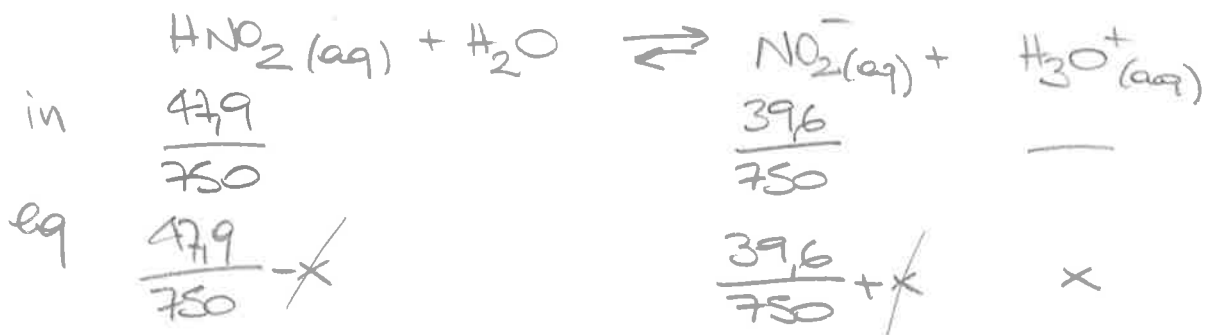 HNO₂ (aq) + H₂O ⇌ NO₂⁻ (aq) + H₃O⁺ (aq)
in 47,9/750 39,6/750 —
eq 47,9/750 - x 39,6/750 + x x